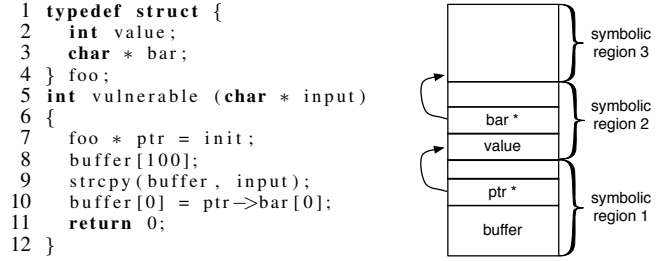 1 typedef struct {
2 int value;
3 char * bar;
4 } foo;
5 int vulnerable (char * input)
6 {
7 foo * ptr = init;
8 buffer[100];
9 strcpy(buffer, input);
10 buffer[0] = ptr->bar[0];
11 return 0;
12 }
symbolic
region 3
bar *
value
symbolic
region 2
ptr *
buffer
symbolic
region 1